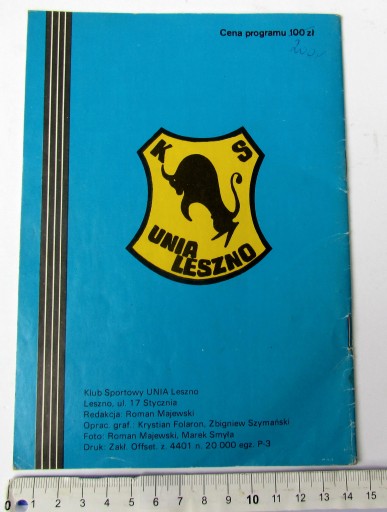 Cena programu 100 zł
K S
UNIA
LESZNO
Klub Sportowy UNIA Leszno
Leszno, ul. 17 Stycznia
Redakcja: Roman Majewski
Oprac. graf.: Krystian Folaron, Zbigniew Szymański
Foto: Roman Majewski, Marek Smyła
Druk: Zakł. Offset. z. 4401 n. 20 000 egz. P-3
0 1 2 3 4 5 6 7 8 9 10 11 12 13 14 15